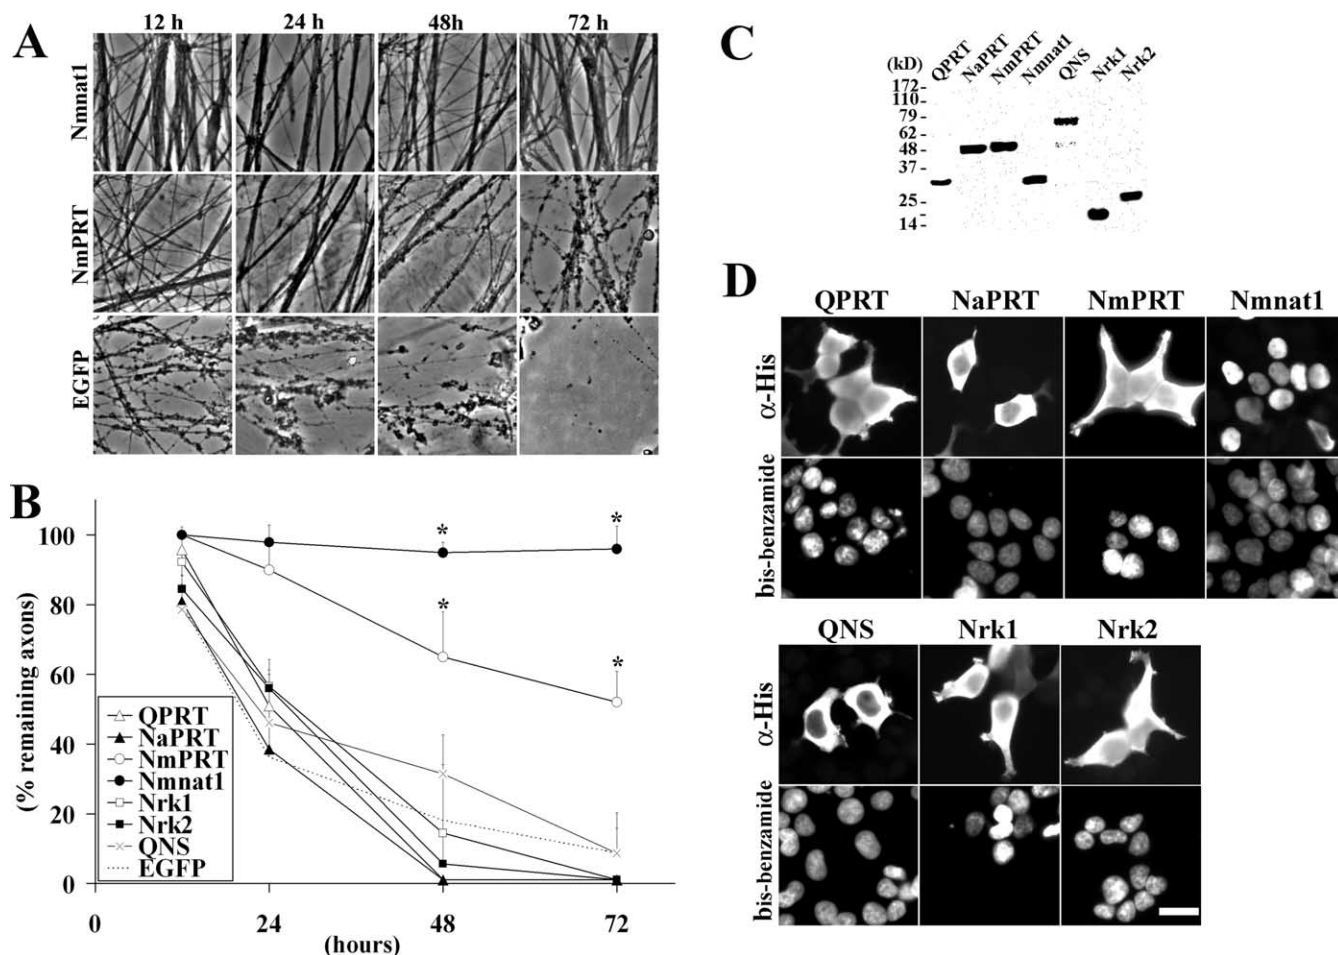 A
12 h 24 h 48h 72 h
Nmnat1
NmPRT
EGFP
B
(% remaining axons)
100
80
60
40
20
0
* *
*
*
QPRT
NaPRT
NmPRT
Nmnat1
Nrk1
Nrk2
QNS
EGFP
0 24 48 72
(hours)
C
(kD) QPRT NaPRT NmPRT Nmnat1 QNS Nrk1 Nrk2
172-
110-
79-
62-
48-
37-
25-
14-
D
QPRT NaPRT NmPRT Nmnat1
α-His
bis-benzamide
QNS Nrk1 Nrk2
α-His
bis-benzamide